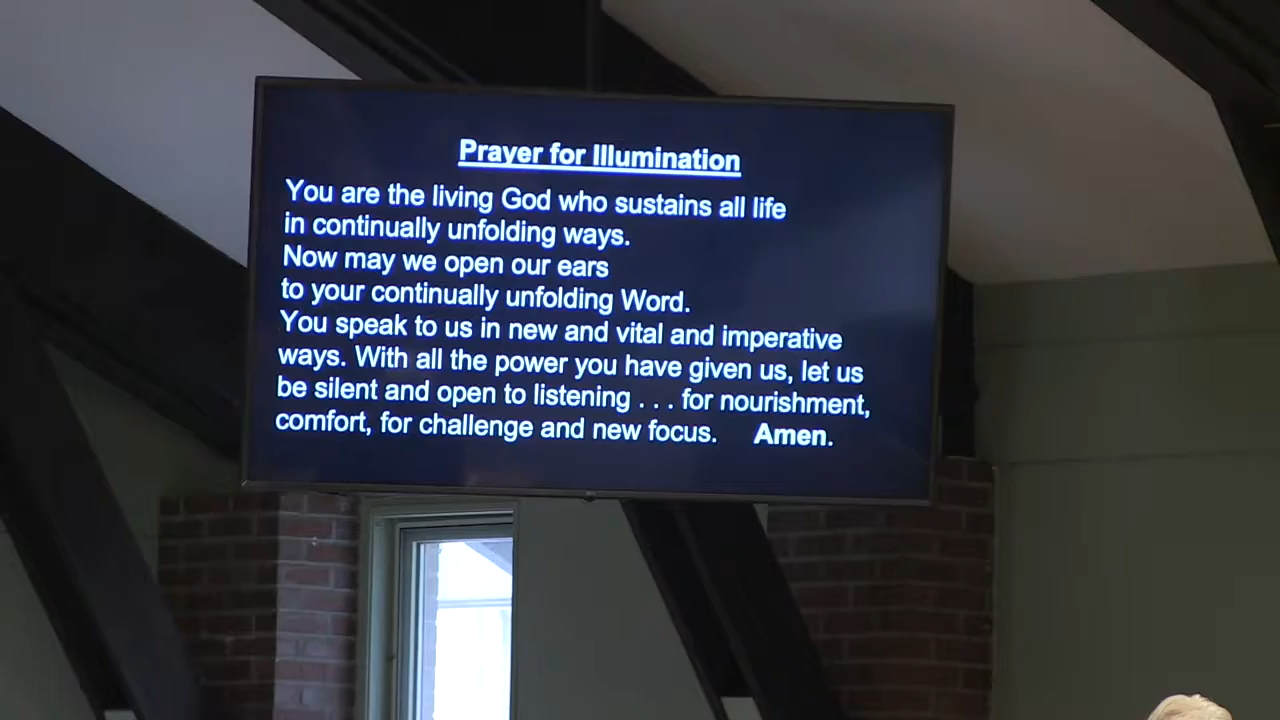 Prayer for Illumination
You are the living God who sustains all life
in continually unfolding ways.
Now may we open our ears
to your continually unfolding Word.
You speak to us in new and vital and imperative
ways. With all the power you have given us, let us
be silent and open to listening . . . for nourishment,
comfort, for challenge and new focus. Amen.